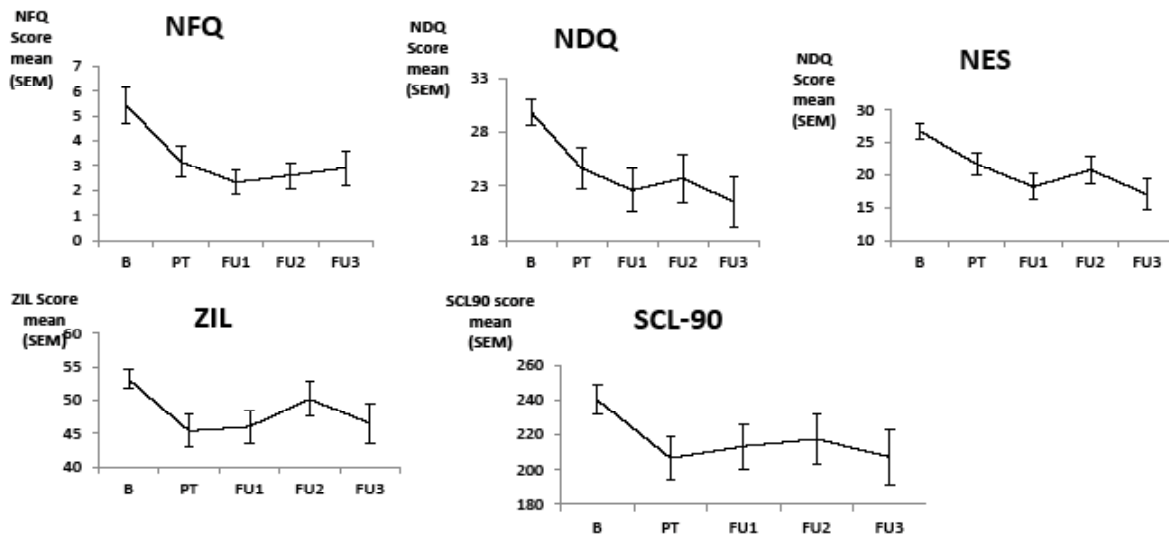 NFQ
Score
mean
(SEM)
NFQ
7
6
5
4
3
2
1
0
B PT FU1 FU2 FU3
NDQ
Score
mean
(SEM)
NDQ
33
28
23
18
B PT FU1 FU2 FU3
NDQ
Score
mean
(SEM)
NES
30
25
20
15
10
B PT FU1 FU2 FU3
ZIL Score
mean
(SEM)
ZIL
60
55
50
45
40
B PT FU1 FU2 FU3
SCL90 score
mean
(SEM)
SCL-90
260
240
220
200
180
B PT FU1 FU2 FU3